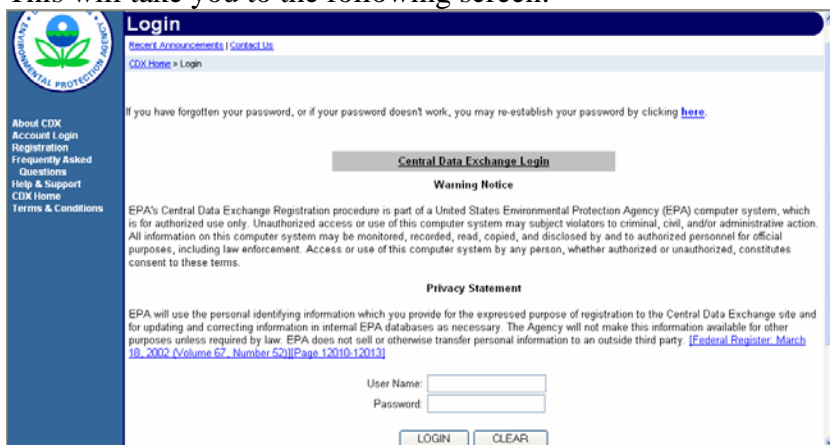 This will take you to the following screen:
ENVIRONMENTAL PROTECTION AGENCY
Login
Recent Announcements | Contact Us
CDX Home » Login
About CDX
Account Login
Registration
Frequently Asked
Questions
Help & Support
CDX Home
Terms & Conditions
If you have forgotten your password, or if your password doesn't work, you may re-establish your password by clicking here.
Central Data Exchange Login
Warning Notice
EPA's Central Data Exchange Registration procedure is part of a United States Environmental Protection Agency (EPA) computer system, which
is for authorized use only. Unauthorized access or use of this computer system may subject violators to criminal, civil, and/or administrative action.
All information on this computer system may be monitored, recorded, read, copied, and disclosed by and to authorized personnel for official
purposes, including law enforcement. Access or use of this computer system by any person, whether authorized or unauthorized, constitutes
consent to these terms.
Privacy Statement
EPA will use the personal identifying information which you provide for the expressed purpose of registration to the Central Data Exchange site and
for updating and correcting information in internal EPA databases as necessary. The Agency will not make this information available for other
purposes unless required by law. EPA does not sell or otherwise transfer personal information to an outside third party. [Federal Register: March
18, 2002 (Volume 67, Number 52)][Page 12010-12013]
User Name:
Password:
LOGIN CLEAR